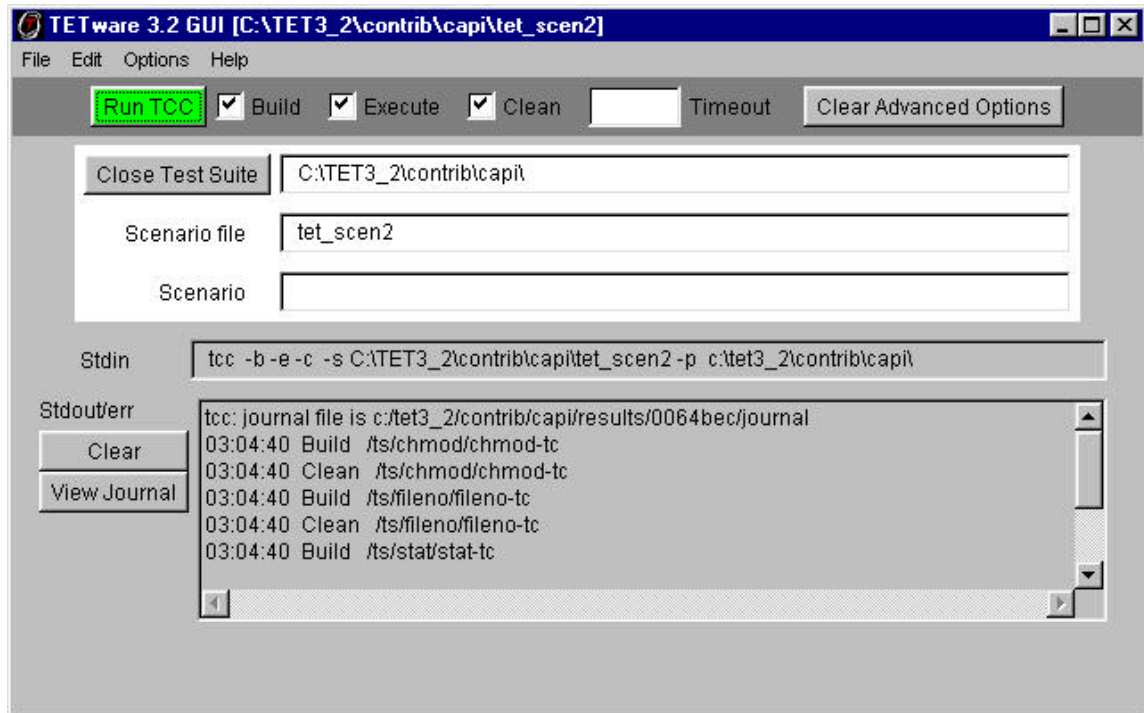 TETware 3.2 GUI [C:\TET3_2\contrib\capi\tet_scen2]
File Edit Options Help
Run TCC Build Execute Clean Timeout Clear Advanced Options
Close Test Suite C:\TET3_2\contrib\capi\
Scenario file tet_scen2
Scenario
Stdin tcc -b -e -c -s C:\TET3_2\contrib\capi\tet_scen2 -p c:\tet3_2\contrib\capi\
Stdout/err
Clear
View Journal
tcc: journal file is c:/tet3_2/contrib/capi/results/0064bec/journal
03:04:40 Build /ts/chmod/chmod-tc
03:04:40 Clean /ts/chmod/chmod-tc
03:04:40 Build /ts/fileno/fileno-tc
03:04:40 Clean /ts/fileno/fileno-tc
03:04:40 Build /ts/stat/stat-tc